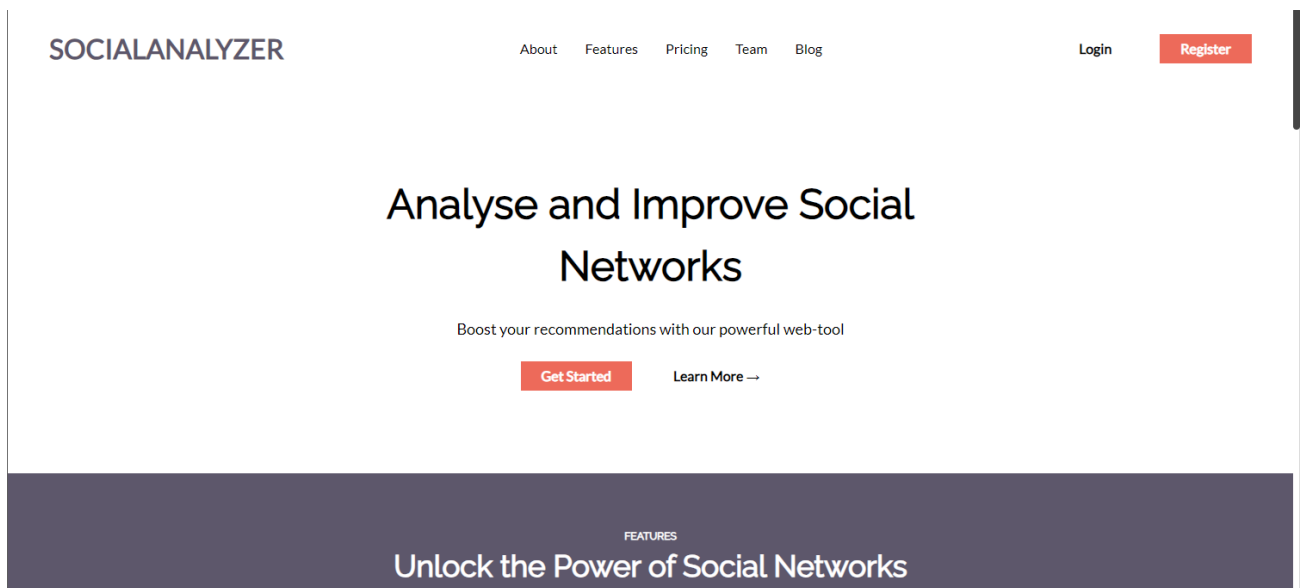 SOCIALANALYZER
About Features Pricing Team Blog
Login
Register
Analyse and Improve Social
Networks
Boost your recommendations with our powerful web-tool
Get Started
Learn More →
FEATURES
Unlock the Power of Social Networks